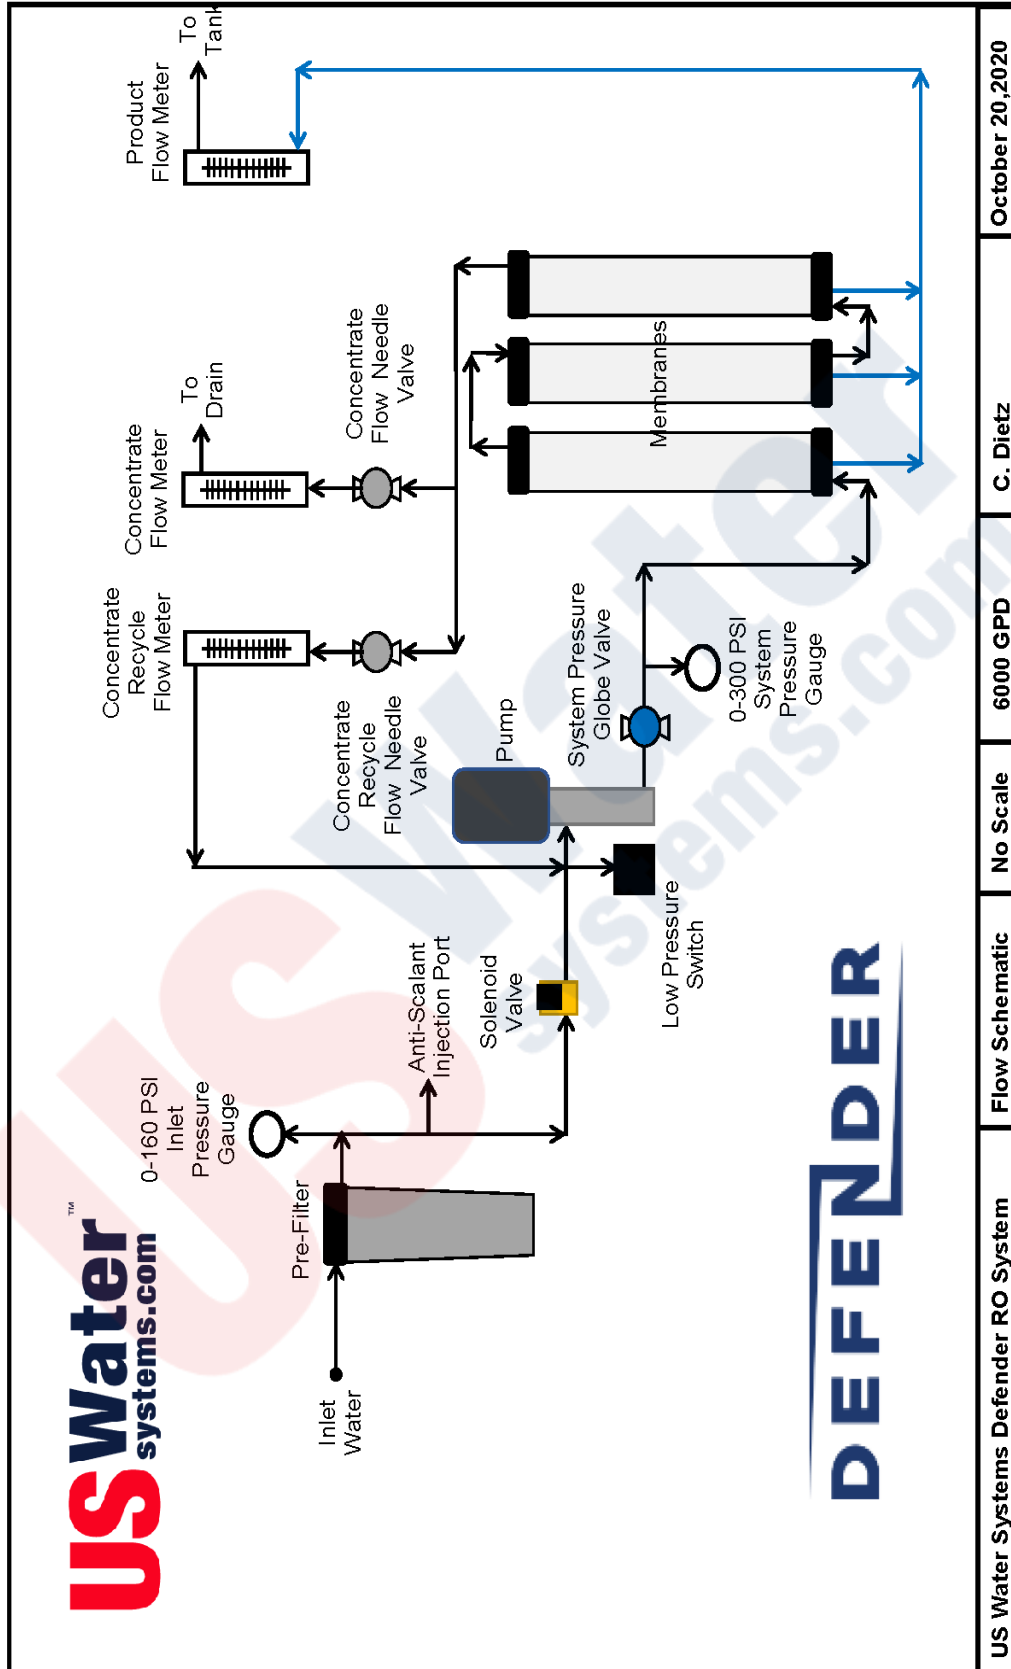 USWater™
systems.com
Inlet
Water
Pre-Filter
0-160 PSI
Inlet
Pressure
Gauge
Anti-Scalant
Injection Port
Solenoid
Valve
Low Pressure
Switch
Pump
Concentrate
Recycle
Flow Needle
Valve
Concentrate
Recycle
Flow Meter
System Pressure
Globe Valve
0-300 PSI
System
Pressure
Gauge
Concentrate
Flow Meter
To
Drain
Concentrate
Flow Needle
Valve
Membranes
Product
Flow Meter
To
Tank
DEFENDER
USWater
systems.com
US Water Systems Defender RO System
Flow Schematic
No Scale
6000 GPD
C. Dietz
October 20,2020